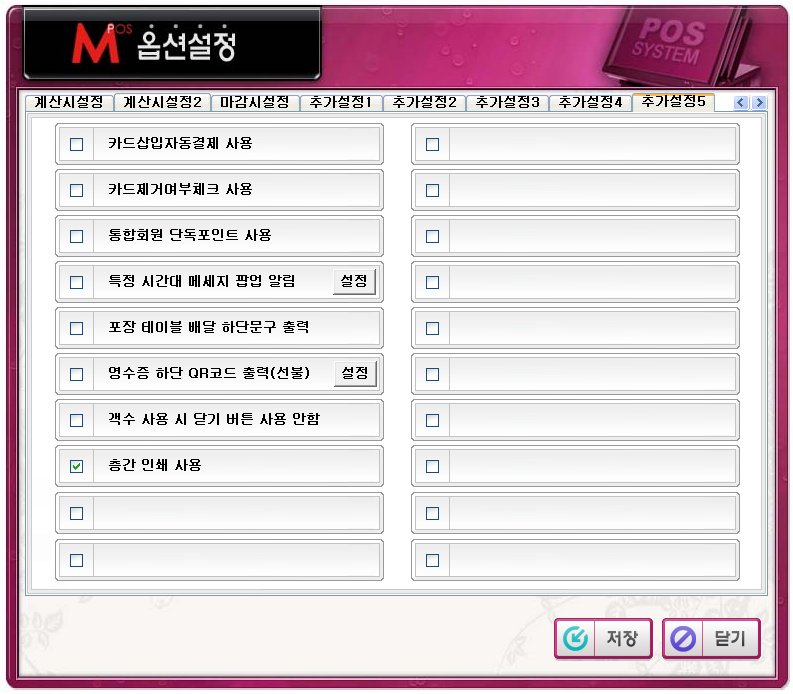 MPOS 옵션설정
POS
SYSTEM
계산시설정 계산시설정2 마감시설정 추가설정1 추가설정2 추가설정3 추가설정4 추가설정5
카드삽입자동결제 사용
카드제거여부체크 사용
통합회원 단독포인트 사용
특정 시간대 메세지 팝업 알림 설정
포장 테이블 배달 하단문구 출력
영수증 하단 QR코드 출력(선불) 설정
객수 사용 시 닫기 버튼 사용 안함
층간 인쇄 사용
저장 닫기